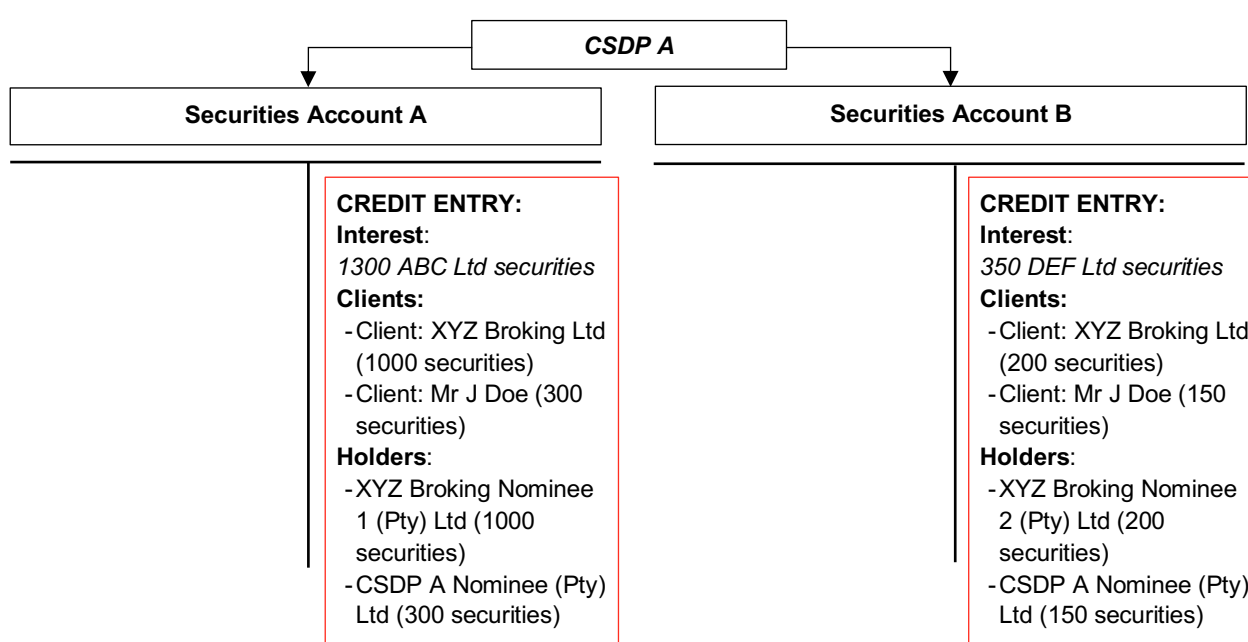 CSDP A
Securities Account A
Securities Account B
CREDIT ENTRY:
Interest:
1300 ABC Ltd securities
Clients:
-Client: XYZ Broking Ltd
(1000 securities)
-Client: Mr J Doe (300
securities)
Holders:
-XYZ Broking Nominee
1 (Pty) Ltd (1000
securities)
-CSDP A Nominee (Pty)
Ltd (300 securities)
CREDIT ENTRY:
Interest:
350 DEF Ltd securities
Clients:
-Client: XYZ Broking Ltd
(200 securities)
-Client: Mr J Doe (150
securities)
Holders:
-XYZ Broking Nominee
2 (Pty) Ltd (200
securities)
-CSDP A Nominee (Pty)
Ltd (150 securities)